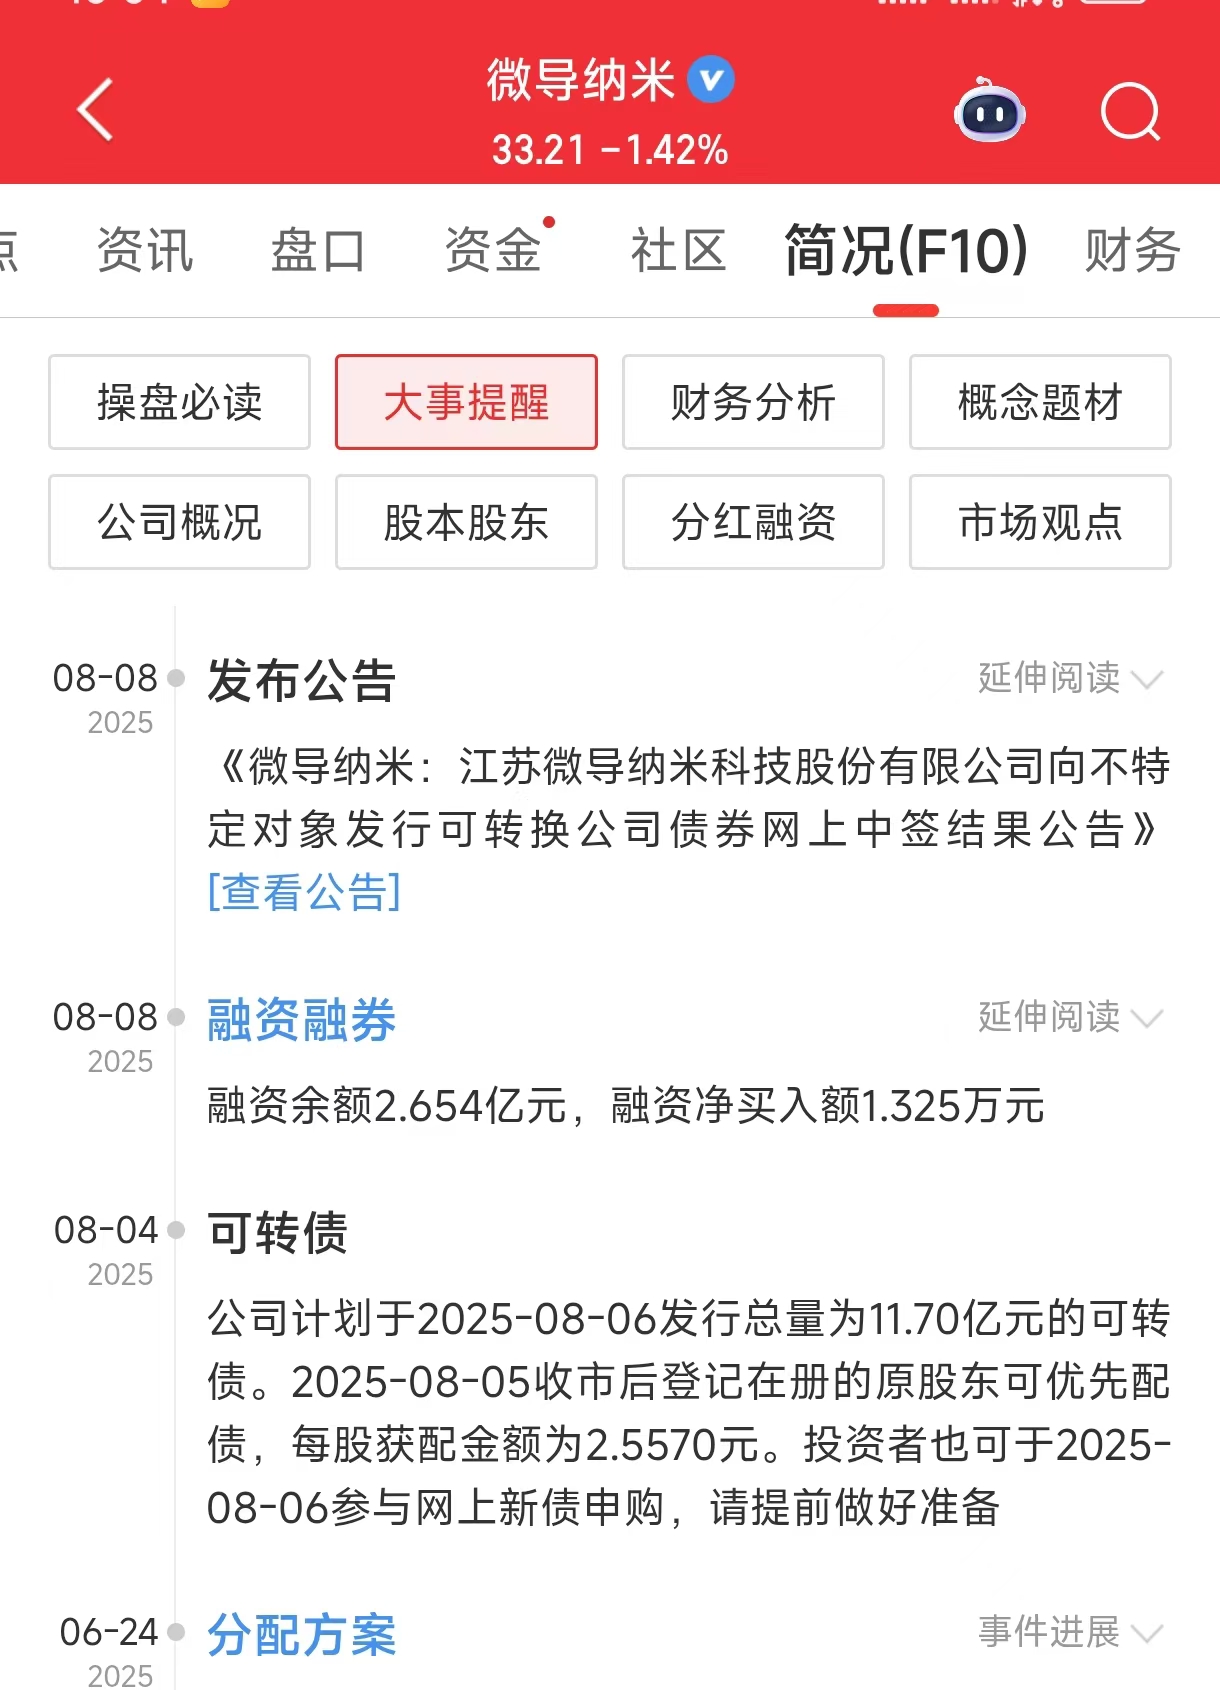 微导纳米
33.21 -1.42%
资讯 盘口 资金 社区 简况(F10) 财务
操盘必读 大事提醒 财务分析 概念题材
公司概况 股本股东 分红融资 市场观点
08-08 发布公告 延伸阅读
2025
《微导纳米：江苏微导纳米科技股份有限公司向不特
定对象发行可转换公司债券网上中签结果公告》
[查看公告]
08-08 融资融券 延伸阅读
2025
融资余额2.654亿元，融资净买入额1.325万元
08-04 可转债
2025
公司计划于2025-08-06发行总量为11.70亿元的可转
债。2025-08-05收市后登记在册的原股东可优先配
债，每股获配金额为2.5570元。投资者也可于2025-
08-06参与网上新债申购，请提前做好准备
06-24 分配方案 事件进展
2025